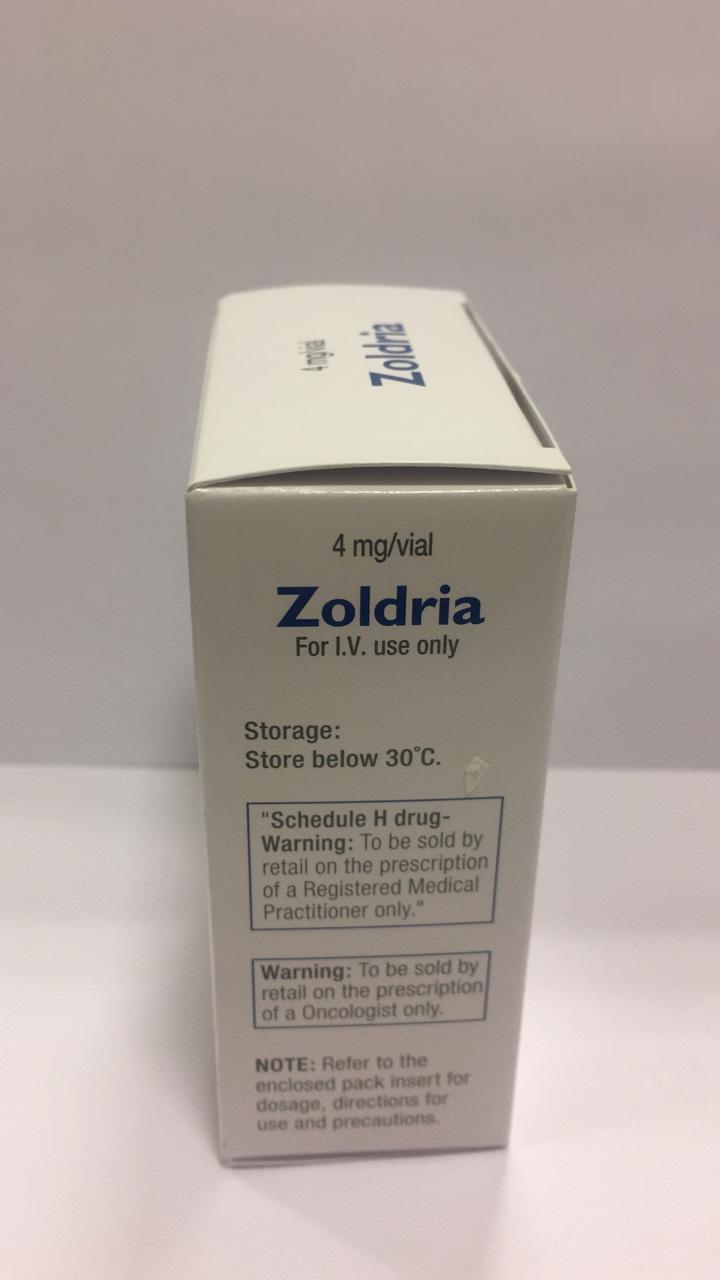 4 mg/vial
Zoldria
4 mg/vial
Zoldria
For I.V. use only
Storage:
Store below 30°C.
"Schedule H drug-
Warning: To be sold by
retail on the prescription
of a Registered Medical
Practitioner only."
Warning: To be sold by
retail on the prescription
of a Oncologist only.
NOTE: Refer to the
enclosed pack insert for
dosage, directions for
use and precautions.